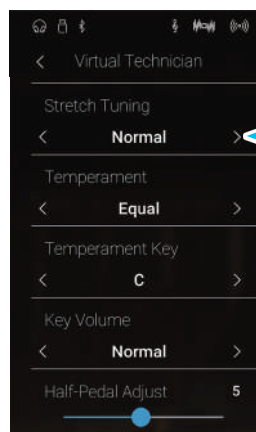 Virtual Technician
Stretch Tuning
Normal
Temperament
Equal
Temperament Key
C
Key Volume
Normal
Half-Pedal Adjust 5